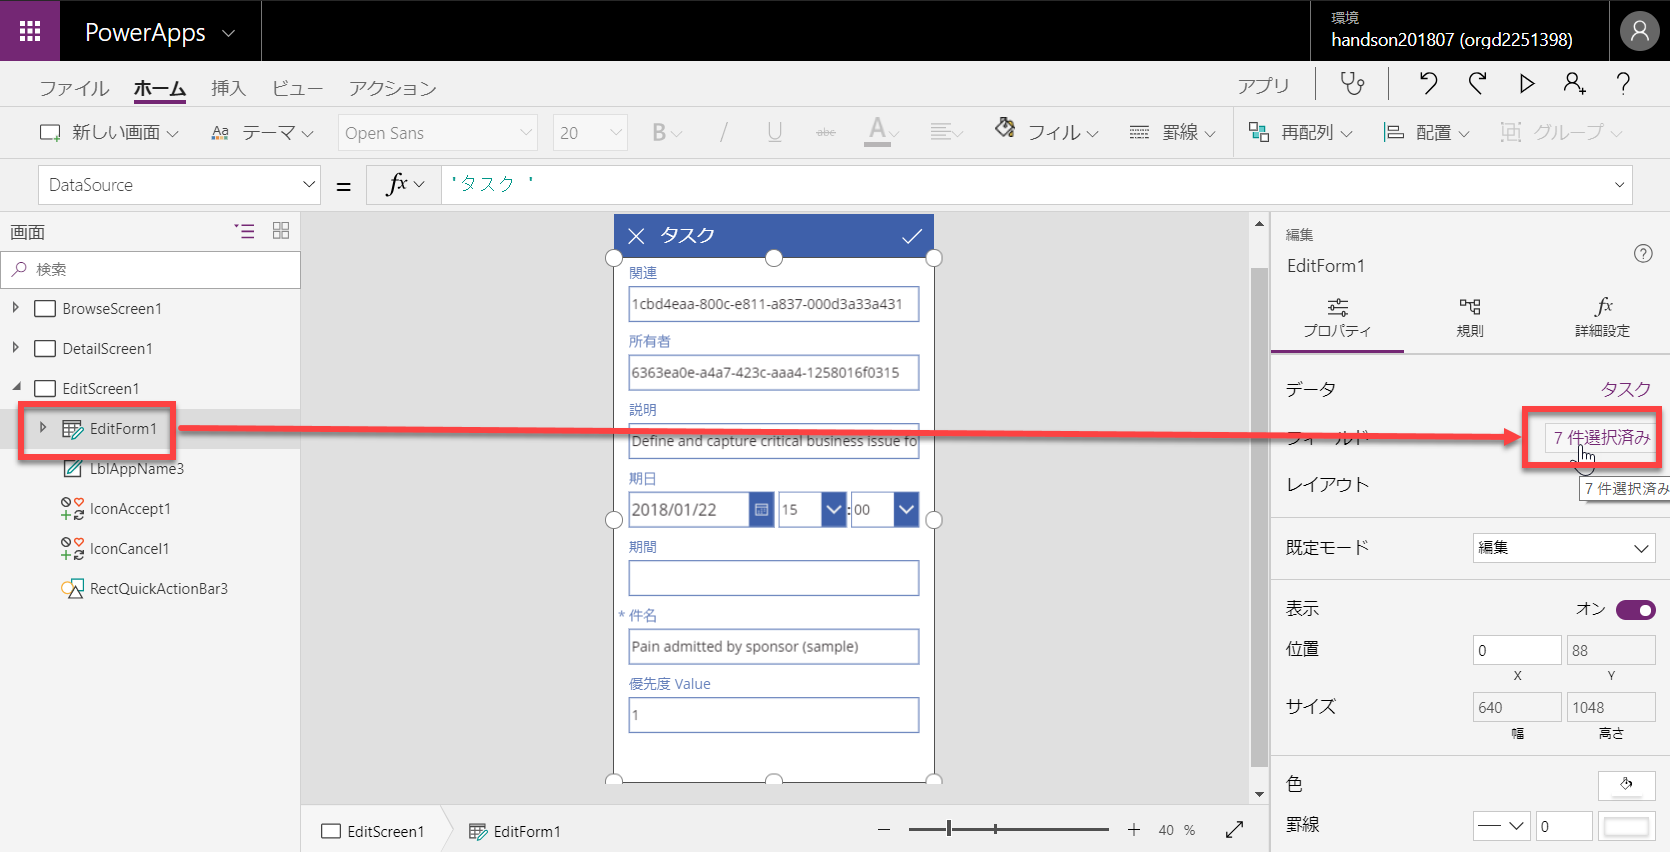 PowerApps
環境
handson201807 (orgd2251398)
ファイル ホーム 挿入 ビュー アクション アプリ
新しい画面 Aa テーマ Open Sans 20 B / U abc A フィル 罫線 再配列 配置 グループ
DataSource = fx 'タスク '
画面
検索
BrowseScreen1
DetailScreen1
EditScreen1
EditForm1
LblAppName3
IconAccept1
IconCancel1
RectQuickActionBar3
タスク
関連
1cbd4eaa-800c-e811-a837-000d3a33a431
所有者
6363ea0e-a4a7-423c-aaa4-1258016f0315
説明
Define and capture critical business issue fo
期日
2018/01/22 15 : 00
期間
* 件名
Pain admitted by sponsor (sample)
優先度 Value
1
EditScreen1 EditForm1 40 %
編集
EditForm1
プロパティ 規則 詳細設定
データ タスク
フィールド 7 件選択済み
7 件選択済み
レイアウト
既定モード 編集
表示 オン
位置 0 88
X Y
サイズ 640 1048
幅 高さ
色
罫線 0